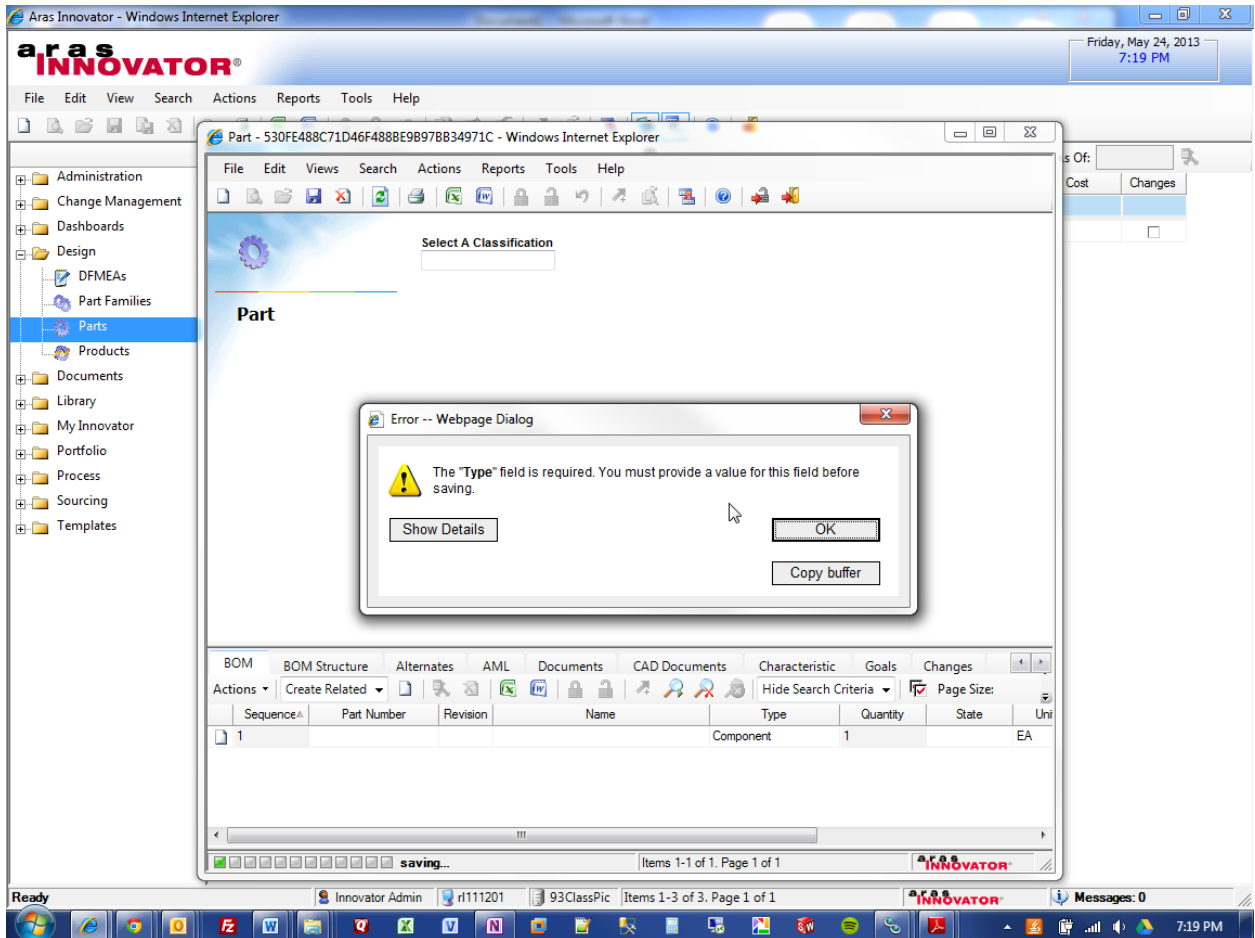 Aras Innovator - Windows Internet Explorer
aras INNOVATOR®
Friday, May 24, 2013
7:19 PM
File Edit View Search Actions Reports Tools Help
Part - 530FE488C71D46F488BE9B97BB34971C - Windows Internet Explorer
s Of:
Cost Changes
Administration
Change Management
Dashboards
Design
DFMEAs
Part Families
Parts
Products
Documents
Library
My Innovator
Portfolio
Process
Sourcing
Templates
File Edit Views Search Actions Reports Tools Help
Select A Classification
Part
Error -- Webpage Dialog
The "Type" field is required. You must provide a value for this field before
saving.
Show Details
OK
Copy buffer
BOM BOM Structure Alternates AML Documents CAD Documents Characteristic Goals Changes
Actions Create Related Hide Search Criteria Page Size:
Sequence Part Number Revision Name Type Quantity State Uni
1 Component 1 EA
saving... Items 1-1 of 1. Page 1 of 1 aras INNOVATOR
Ready Innovator Admin rl111201 93ClassPic Items 1-3 of 3. Page 1 of 1 aras INNOVATOR Messages: 0
7:19 PM